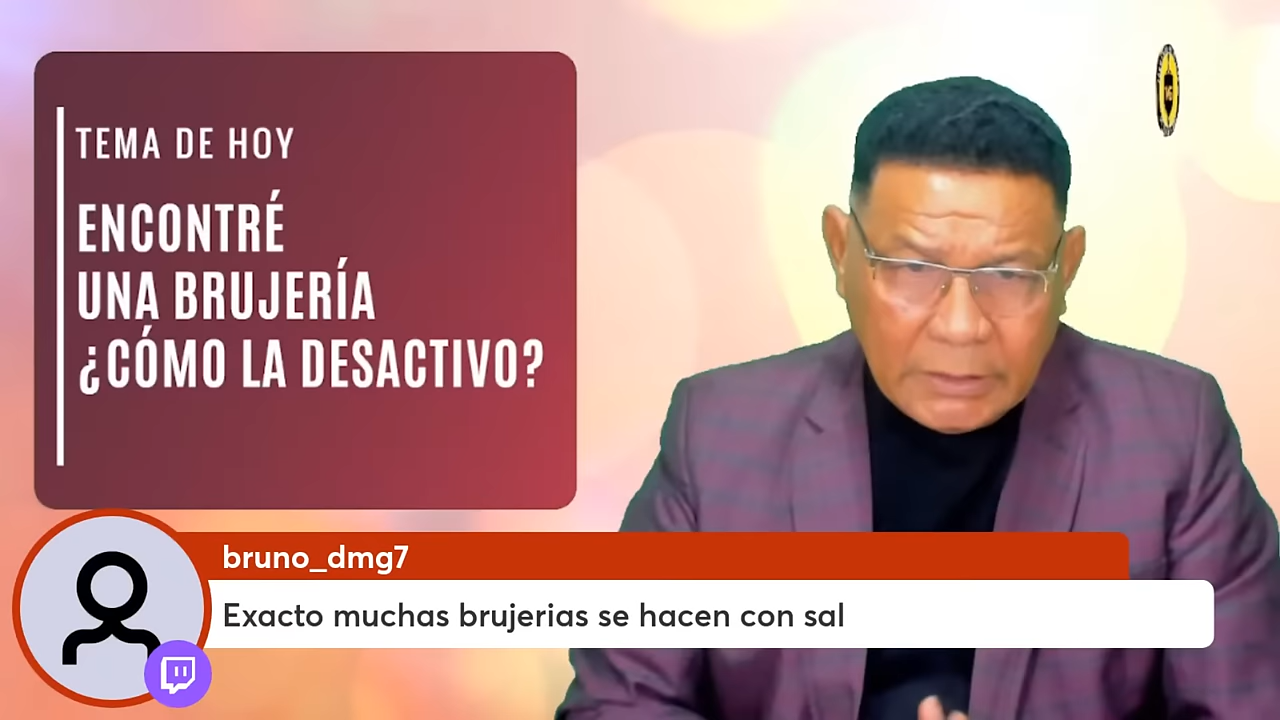 TEMA DE HOY
ENCONTRÉ
UNA BRUJERÍA
¿CÓMO LA DESACTIVO?
bruno_dmg7
Exacto muchas brujerias se hacen con sal